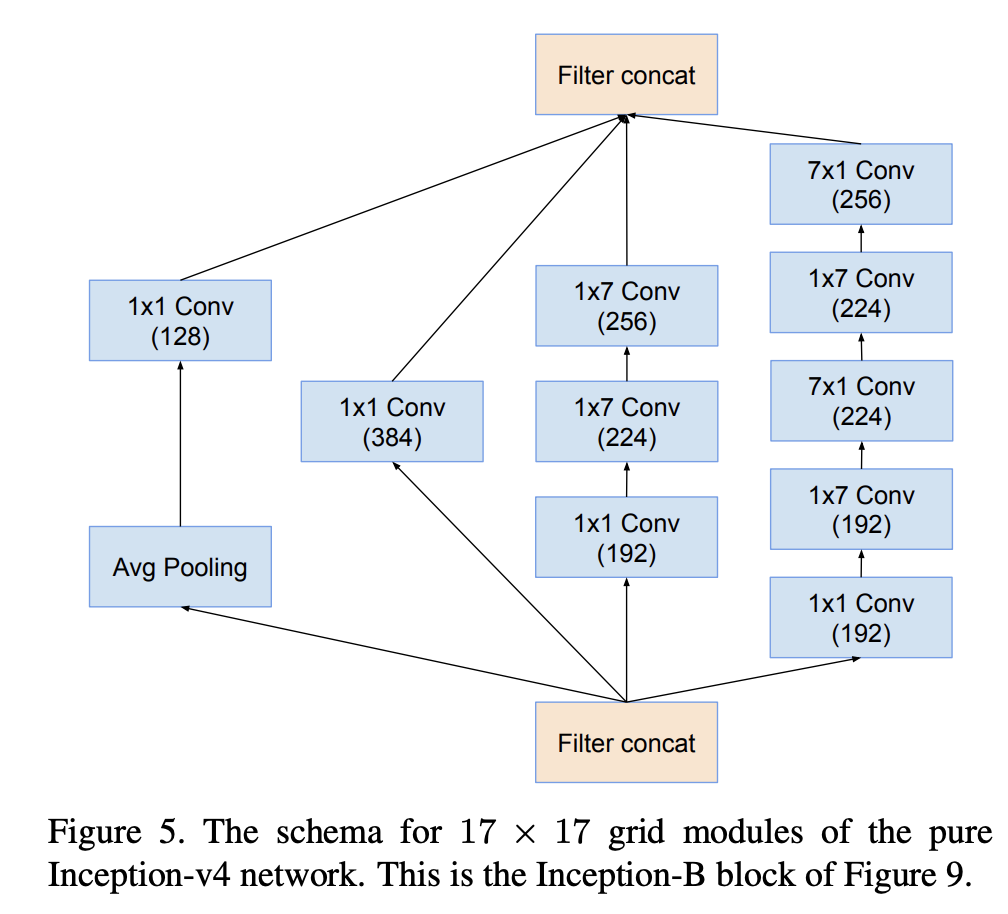 Filter concat
7x1 Conv
(256)
1x7 Conv
(224)
1x1 Conv
(128)
1x7 Conv
(256)
7x1 Conv
(224)
1x1 Conv
(384)
1x7 Conv
(224)
1x7 Conv
(192)
1x1 Conv
(192)
Avg Pooling
1x1 Conv
(192)
Filter concat
Figure 5. The schema for 17 × 17 grid modules of the pure
Inception-v4 network. This is the Inception-B block of Figure 9.